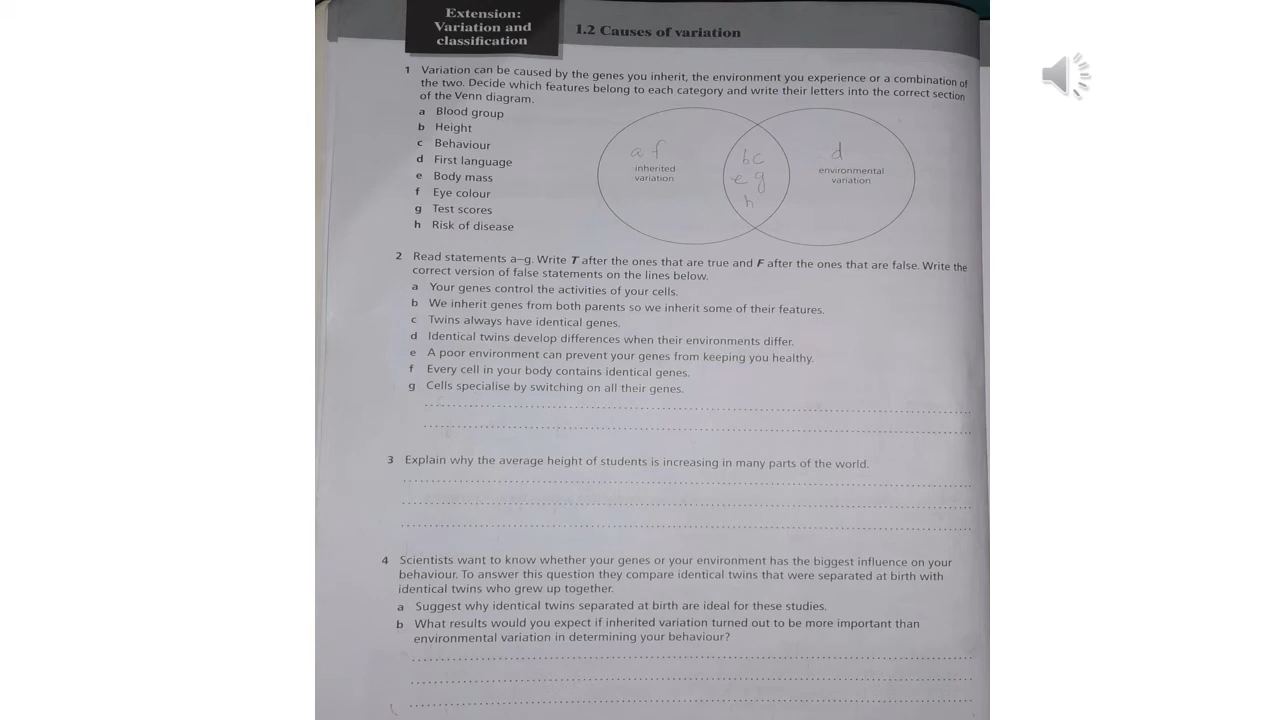 Extension:
Variation and
classification
1.2 Causes of variation
1 Variation can be caused by the genes you inherit, the environment you experience or a combination of
the two. Decide which features belong to each category and write their letters into the correct section
of the Venn diagram.
a Blood group
b Height
c Behaviour
d First language
e Body mass
f Eye colour
g Test scores
h Risk of disease
a f
inherited
variation
bc
e g
h
d
environmental
variation
2 Read statements a–g. Write T after the ones that are true and F after the ones that are false. Write the
correct version of false statements on the lines below.
a Your genes control the activities of your cells.
b We inherit genes from both parents so we inherit some of their features.
c Twins always have identical genes.
d Identical twins develop differences when their environments differ.
e A poor environment can prevent your genes from keeping you healthy.
f Every cell in your body contains identical genes.
g Cells specialise by switching on all their genes.
3 Explain why the average height of students is increasing in many parts of the world.
4 Scientists want to know whether your genes or your environment has the biggest influence on your
behaviour. To answer this question they compare identical twins that were separated at birth with
identical twins who grew up together.
a Suggest why identical twins separated at birth are ideal for these studies.
b What results would you expect if inherited variation turned out to be more important than
environmental variation in determining your behaviour?